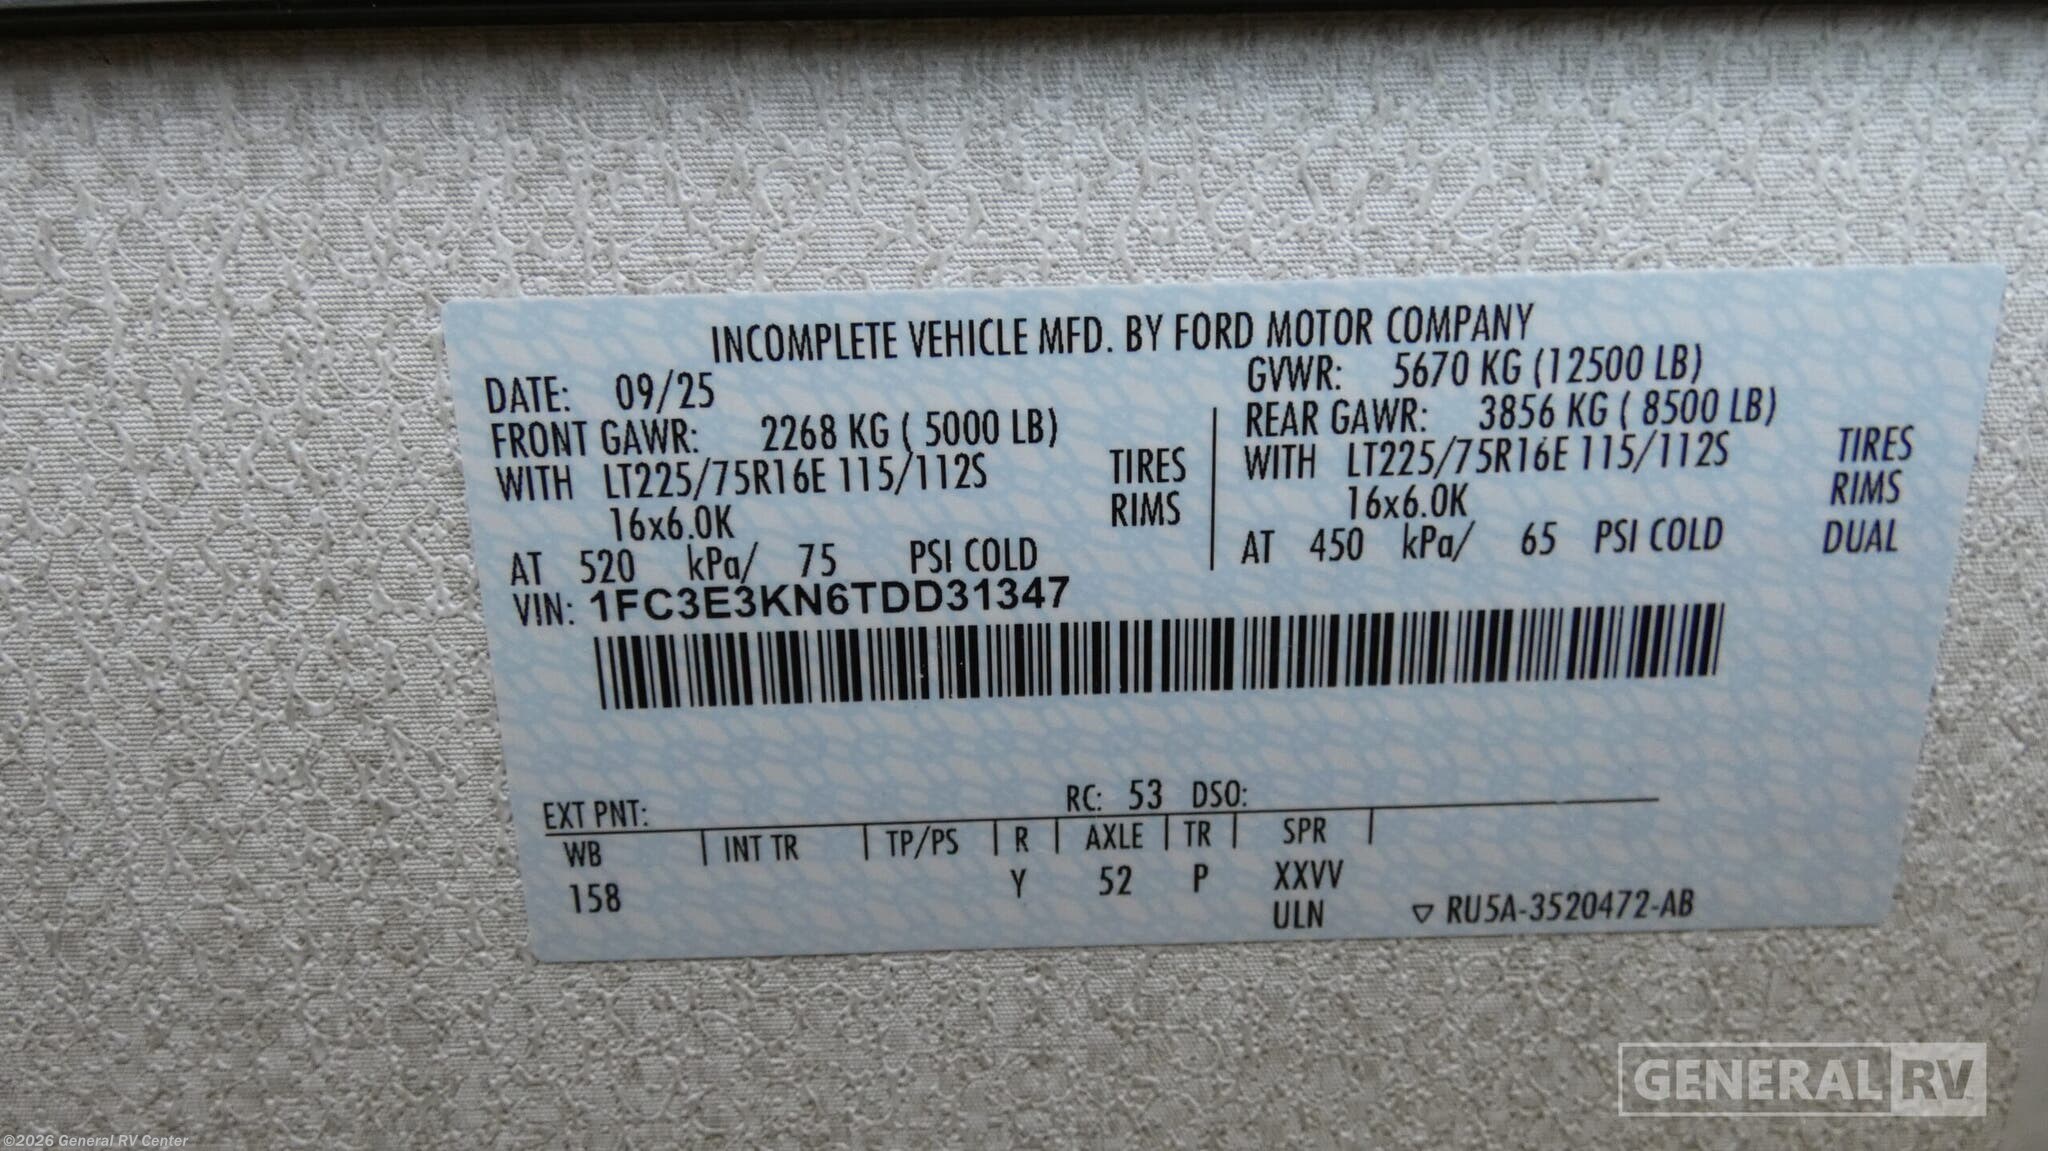 INCOMPLETE VEHICLE MFD. BY FORD MOTOR COMPANY
DATE: 09/25 GVWR: 5670 KG (12500 LB)
FRONT GAWR: 2268 KG ( 5000 LB) REAR GAWR: 3856 KG ( 8500 LB)
WITH LT225/75R16E 115/112S TIRES WITH LT225/75R16E 115/112S TIRES
16x6.0K RIMS 16x6.0K RIMS
AT 520 kPa/ 75 PSI COLD AT 450 kPa/ 65 PSI COLD DUAL
VIN: 1FC3E3KN6TDD31347
EXT PNT: RC: 53 DSO:
WB INT TR TP/PS R AXLE TR SPR
158 Y 52 P XXVV
ULN ▽ RU5A-3520472-AB
GENERAL RV
©2026 General RV Center